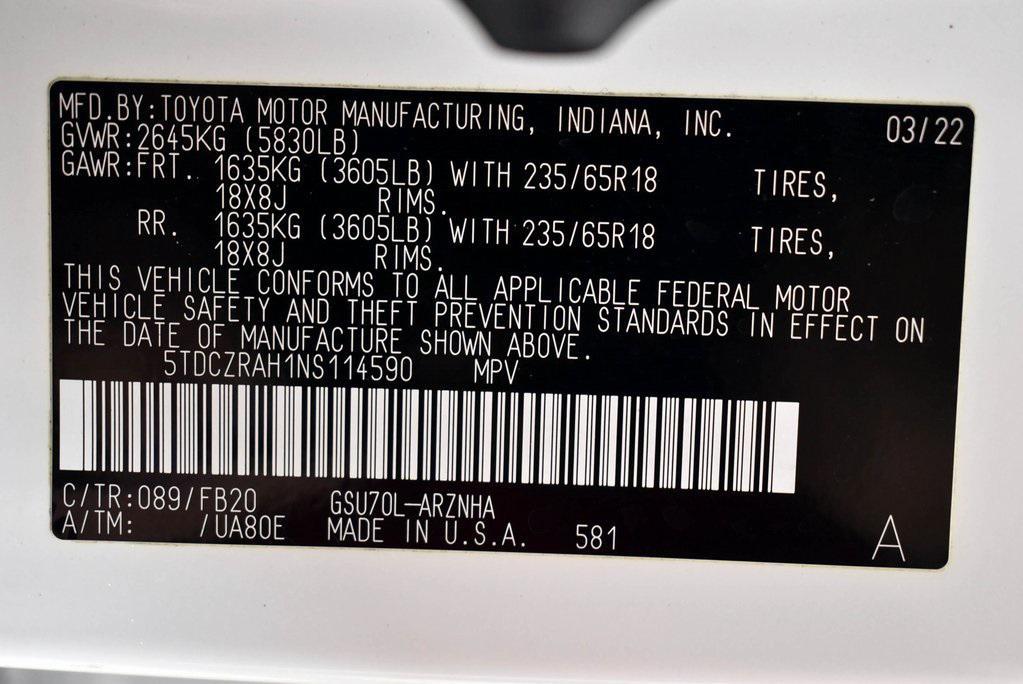 MFD.BY:TOYOTA MOTOR MANUFACTURING, INDIANA, INC. 03/22
GVWR:2645KG (5830LB)
GAWR:FRT. 1635KG (3605LB) WITH 235/65R18 TIRES,
18X8J RIMS.
RR. 1635KG (3605LB) WITH 235/65R18 TIRES,
18X8J RIMS.
THIS VEHICLE CONFORMS TO ALL APPLICABLE FEDERAL MOTOR
VEHICLE SAFETY AND THEFT PREVENTION STANDARDS IN EFFECT ON
THE DATE OF MANUFACTURE SHOWN ABOVE.
5TDCZRAH1NS114590 MPV
C/TR:089/FB20 GSU70L-ARZNHA
A/TM: /UA80E MADE IN U.S.A. 581 A